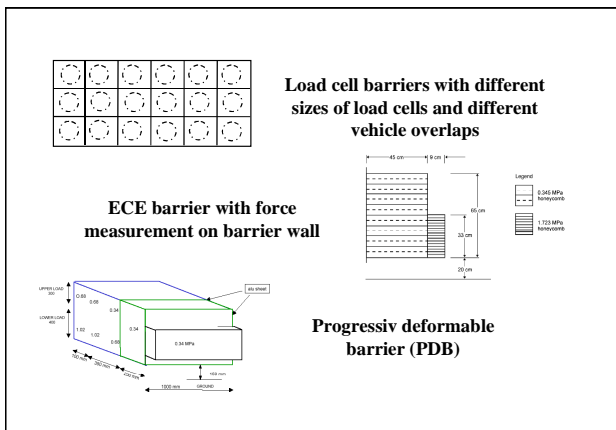 Load cell barriers with different
sizes of load cells and different
vehicle overlaps
45 cm
9 cm
Legend
0.345 MPa
honeycomb
1.723 MPa
honeycomb
65 cm
33 cm
20 cm
ECE barrier with force
measurement on barrier wall
alu sheet
UPPER LOAD
LOWER LOAD
0.68
0.68
0.34
0.34
1.02
1.02
0.68
0.34 MPa
1000 mm
GROUND
Progressiv deformable
barrier (PDB)